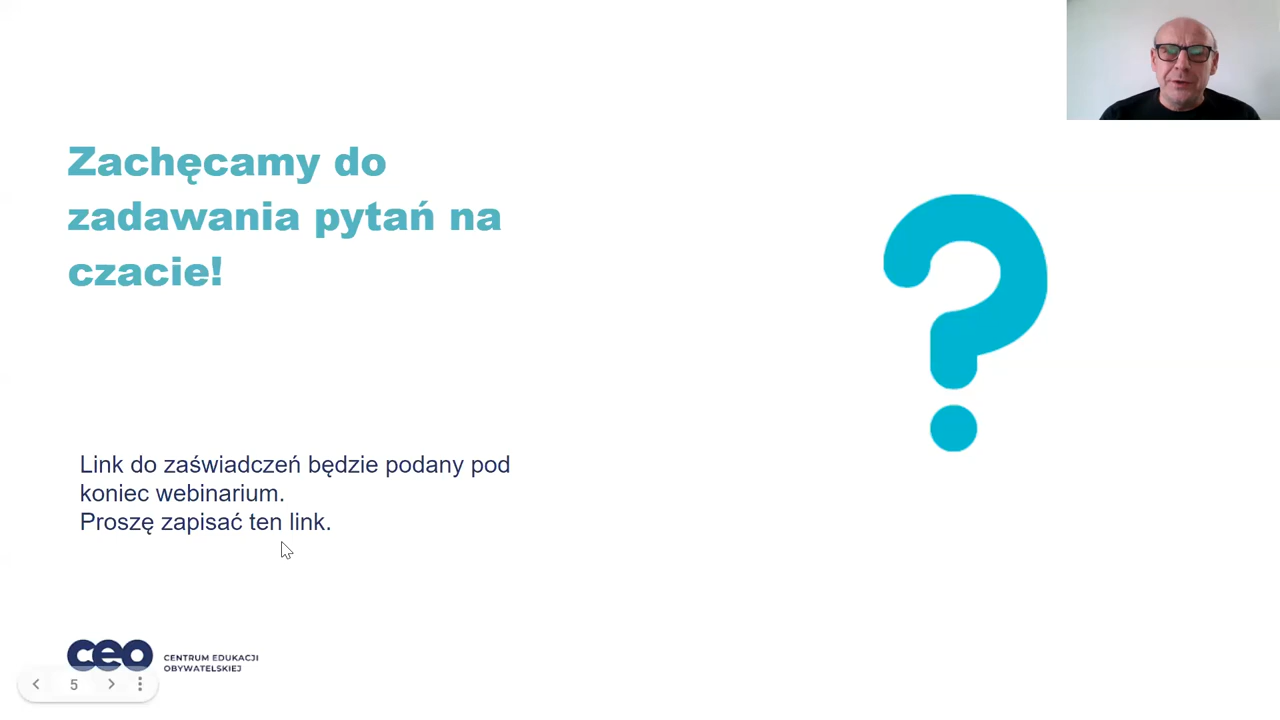 Zachęcamy do
zadawania pytań na
czacie!
Link do zaświadczeń będzie podany pod
koniec webinarium.
Proszę zapisać ten link.
ceo CENTRUM EDUKACJI
OBYWATELSKIEJ
5